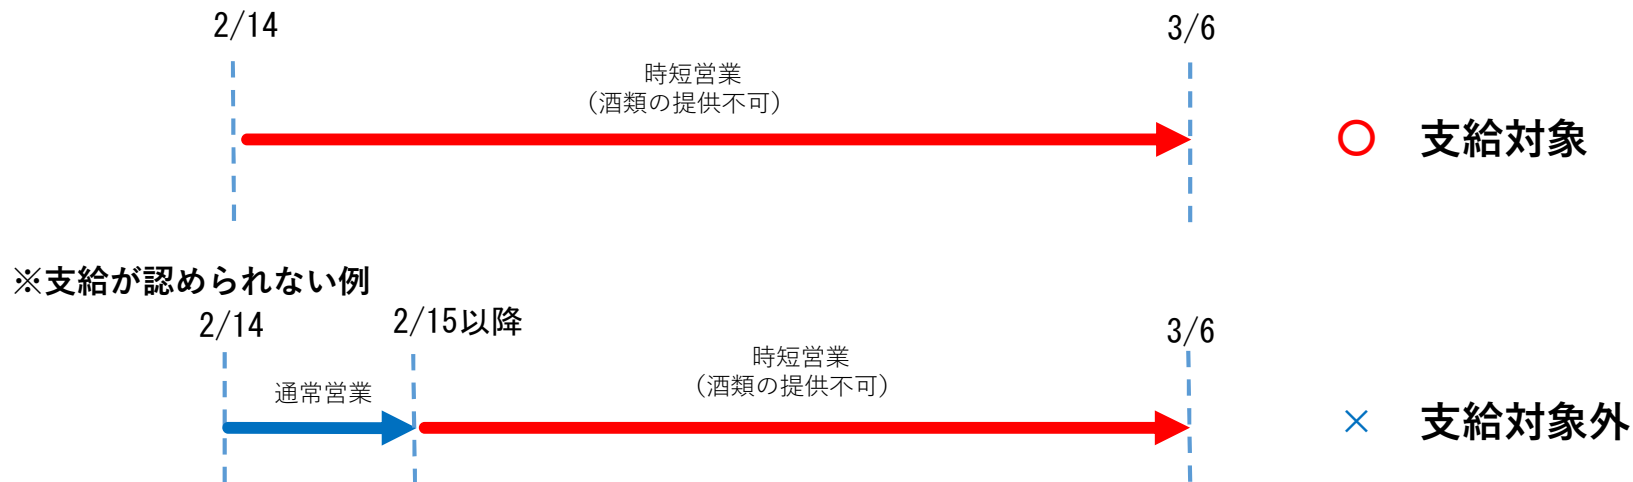 2/14
3/6
時短営業
（酒類の提供不可）
○ 支給対象
※支給が認められない例
2/14
2/15以降
3/6
通常営業
時短営業
（酒類の提供不可）
× 支給対象外